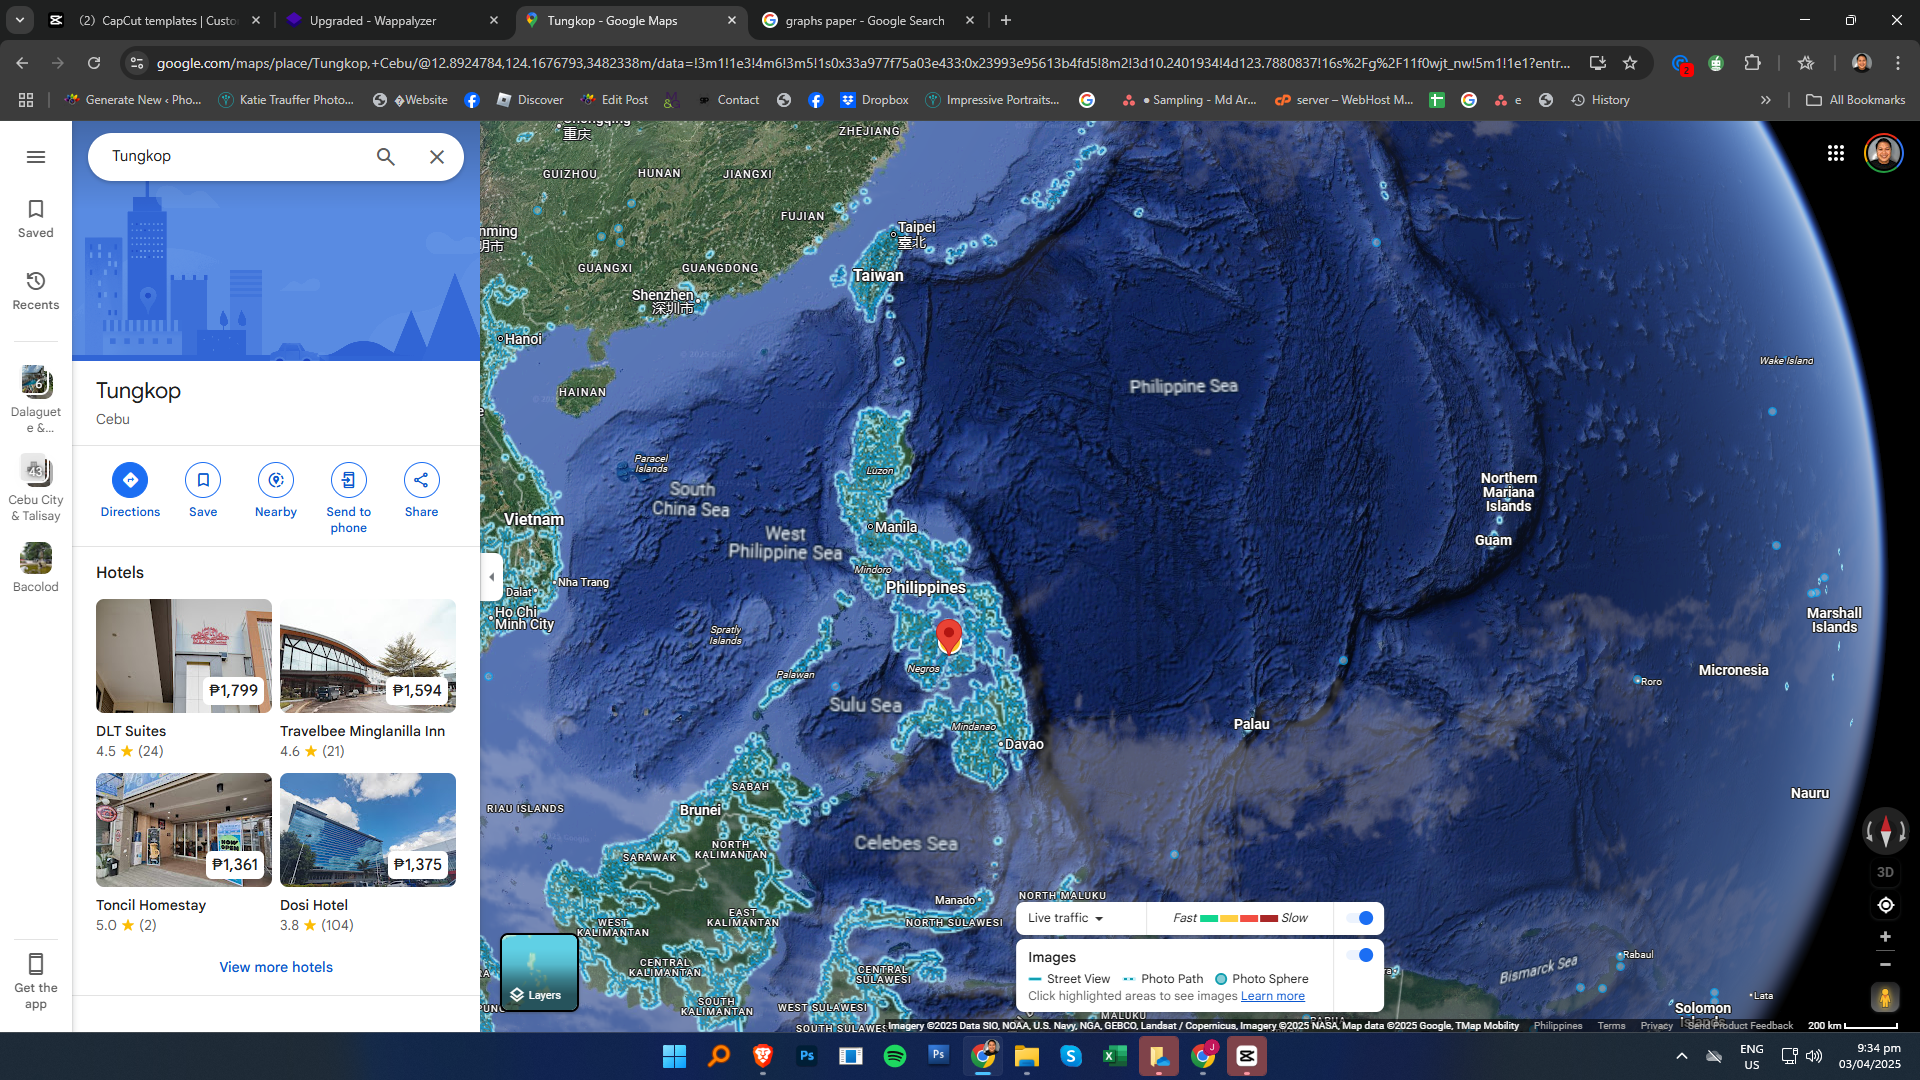 (2) CapCut templates | Custo
Upgraded - Wappalyzer
Tungkop - Google Maps
graphs paper - Google Search
google.com/maps/place/Tungkop,+Cebu/@12.8924784,124.1676793,3482338m/data=!3m1!1e3!4m6!3m5!1s0x33a977f75a03e433:0x23993e95613b4fd5!8m2!3d10.2401934!4d123.7880837!16s%2Fg%2F11f0wjt_nw!5m1!1e1?entr...
2
Generate New ‹ Pho...
Katie Trauffer Photo...
�Website
Discover
Edit Post
Contact
Dropbox
Impressive Portraits...
● Sampling - Md Ar...
server – WebHost M...
e
History
All Bookmarks
Tungkop
Saved
Recents
6
Dalaguet
e &...
43
Cebu City
& Talisay
Bacolod
Get the
app
Tungkop
Cebu
Directions
Save
Nearby
Send to
phone
Share
Hotels
₱1,799
₱1,594
DLT Suites
4.5 ★ (24)
Travelbee Minglanilla Inn
4.6 ★ (21)
₱1,361
₱1,375
Toncil Homestay
5.0 ★ (2)
Dosi Hotel
3.8 ★ (104)
View more hotels
Chongqing
重庆
ZHEJIANG
GUIZHOU
HUNAN
JIANGXI
FUJIAN
nming
明市
Taipei
臺北
GUANGXI
GUANGDONG
Taiwan
Shenzhen
深圳市
Hanoi
HAINAN
Philippine Sea
Wake Island
Paracel
Islands
Luzon
South
China Sea
Northern
Mariana
Islands
Vietnam
Manila
West
Philippine Sea
Guam
Mindoro
Nha Trang
Philippines
Dalat
Ho Chi
Minh City
Marshall
Islands
Spratly
Islands
Negros
Palawan
Micronesia
Roro
Sulu Sea
Mindanao
Palau
Davao
SABAH
Nauru
RIAU ISLANDS
Brunei
Celebes Sea
NORTH
KALIMANTAN
SARAWAK
Manado
NORTH MALUKU
NORTH SULAWESI
WEST
KALIMANTAN
EAST
KALIMANTAN
CENTRAL
KALIMANTAN
CENTRAL
SULAWESI
SOUTH
KALIMANTAN
WEST SULAWESI
SOUTH SULAWES
MALUKU
Rabaul
Bismarck Sea
Lata
Solomon
Islands
3D
Layers
Live traffic
Fast
Slow
Images
Street View
Photo Path
Photo Sphere
Click highlighted areas to see images Learn more
Imagery ©2025 Data SIO, NOAA, U.S. Navy, NGA, GEBCO, Landsat / Copernicus, Imagery ©2025 NASA, Map data ©2025 Google, TMap Mobility
Philippines
Terms
Privacy
Send Product Feedback
200 km
Ps
Ps
J
ENG
US
9:34 pm
03/04/2025